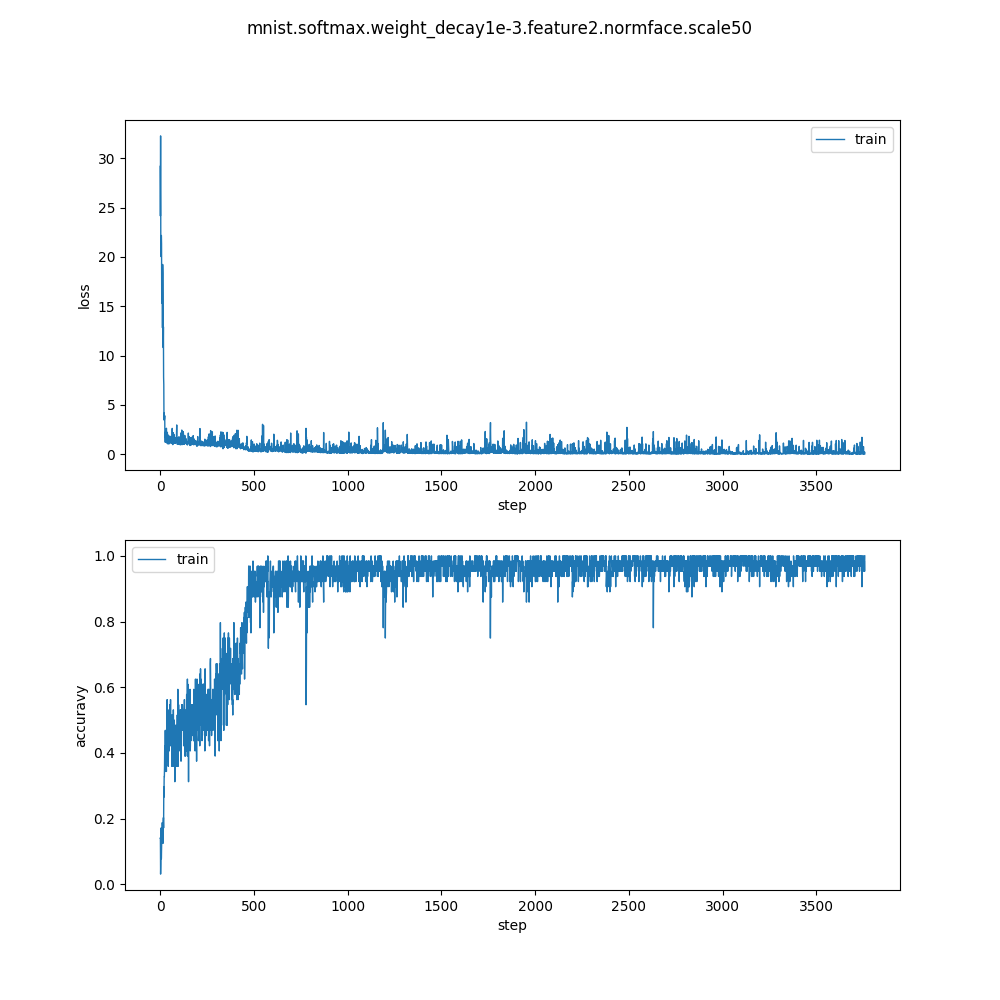 mnist.softmax.weight_decay1e-3.feature2.normface.scale50
train
30
25
20
15
10
5
0
loss
0 500 1000 1500 2000 2500 3000 3500
step
train
1.0
0.8
0.6
0.4
0.2
0.0
accuravy
0 500 1000 1500 2000 2500 3000 3500
step